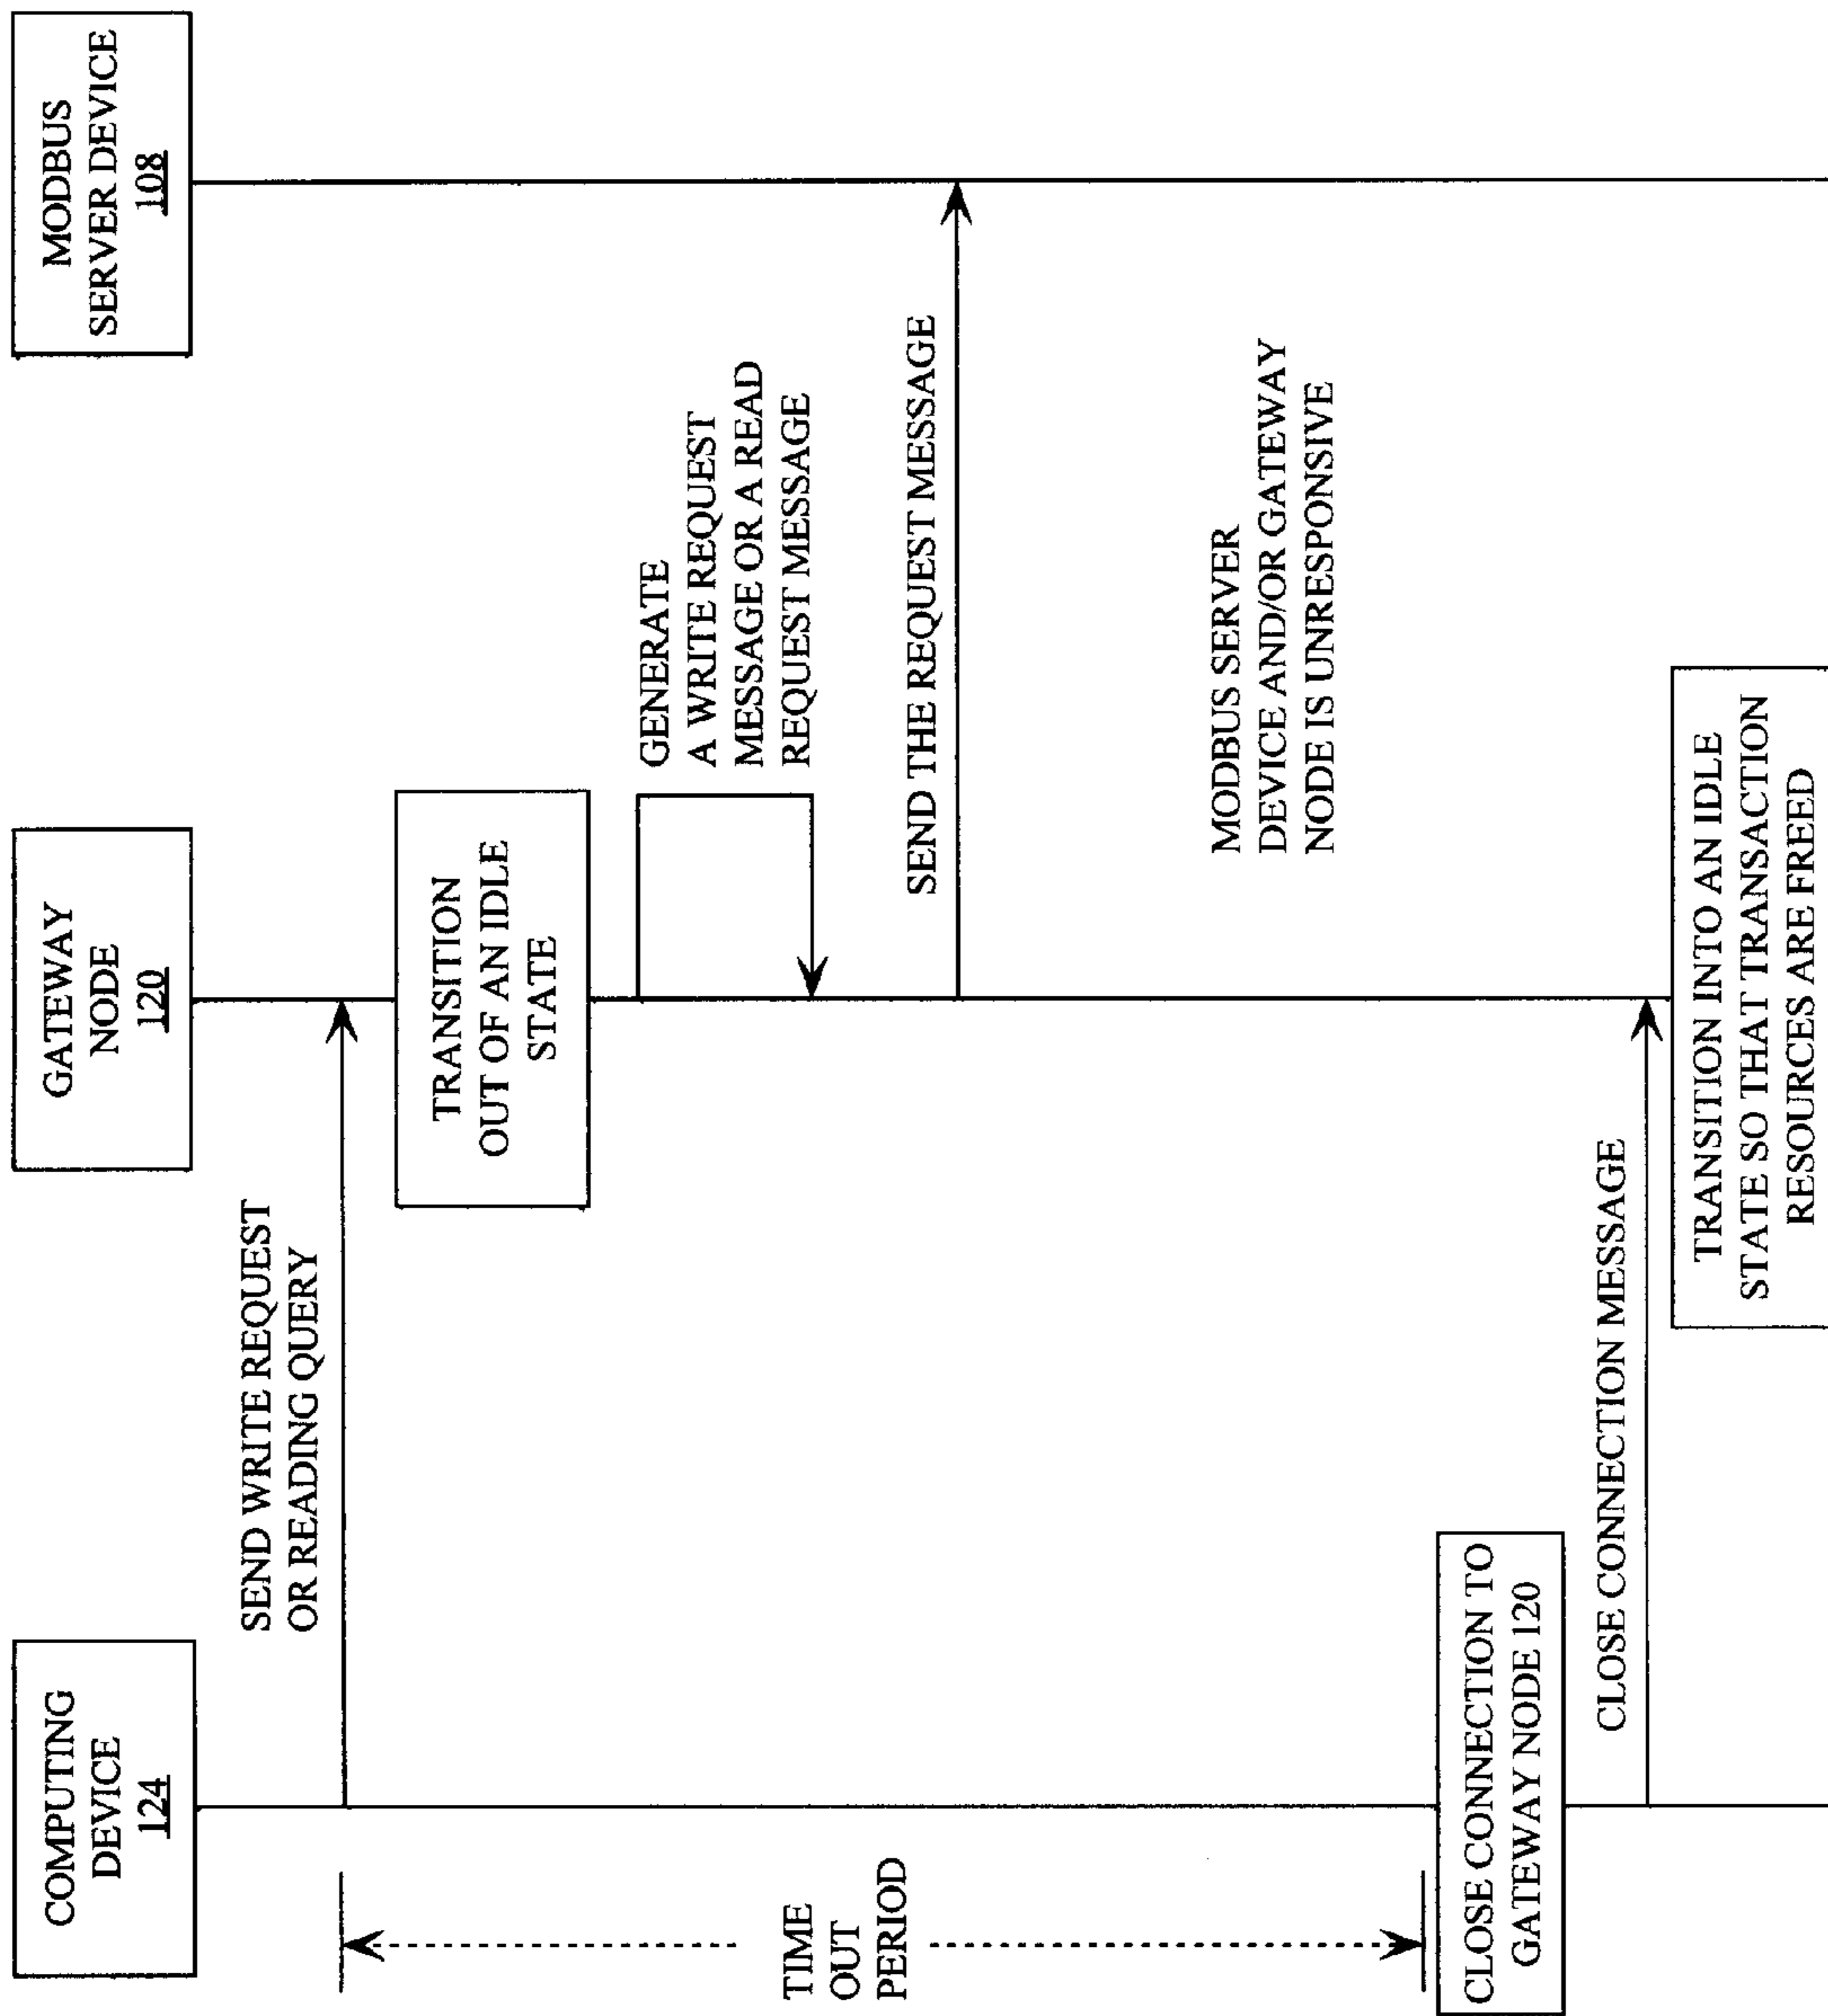 COMPUTING
DEVICE
124
GATEWAY
NODE
120
MODBUS
SERVER DEVICE
108
SEND WRITE REQUEST
OR READING QUERY
TRANSITION
OUT OF AN IDLE
STATE
GENERATE
A WRITE REQUEST
MESSAGE OR A READ
REQUEST MESSAGE
TIME
OUT
PERIOD
SEND THE REQUEST MESSAGE
MODBUS SERVER
DEVICE AND/OR GATEWAY
NODE IS UNRESPONSIVE
CLOSE CONNECTION TO
GATEWAY NODE 120
CLOSE CONNECTION MESSAGE
TRANSITION INTO AN IDLE
STATE SO THAT TRANSACTION
RESOURCES ARE FREED